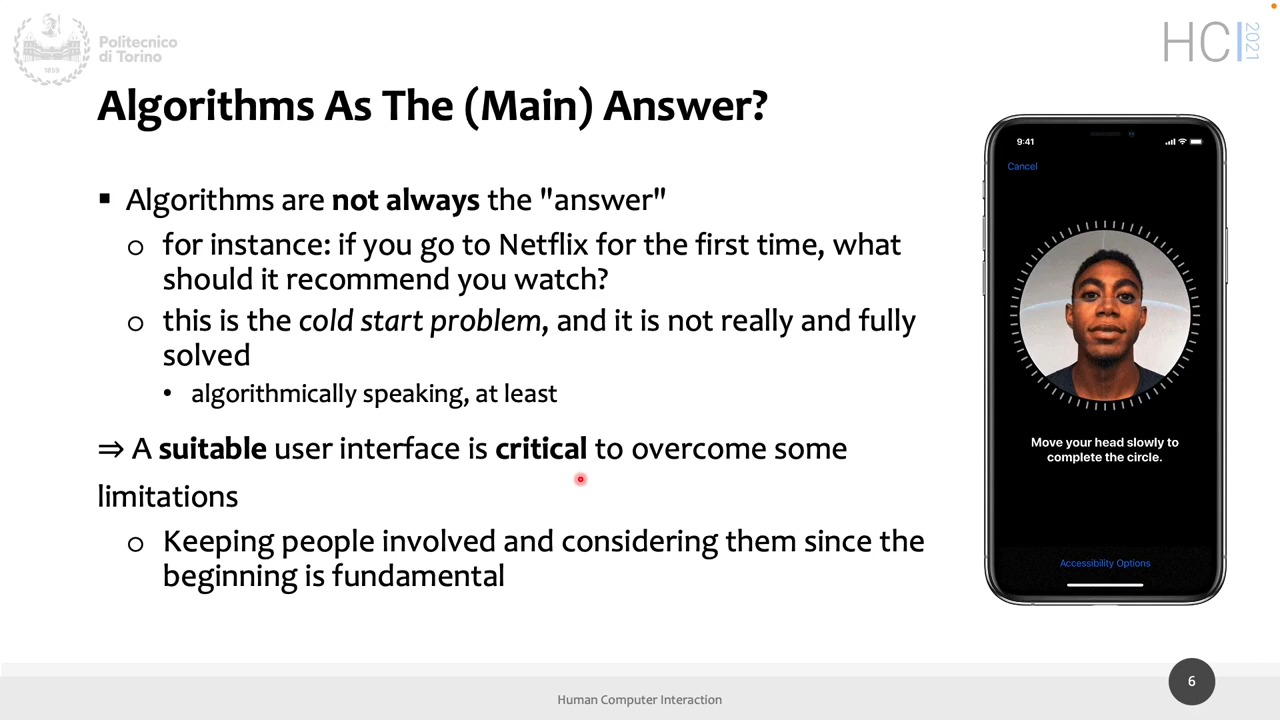 Politecnico
di Torino
1859
HCI 2021
Algorithms As The (Main) Answer?
▪ Algorithms are not always the "answer"
o for instance: if you go to Netflix for the first time, what
should it recommend you watch?
o this is the cold start problem, and it is not really and fully
solved
• algorithmically speaking, at least
⇒ A suitable user interface is critical to overcome some
limitations
o Keeping people involved and considering them since the
beginning is fundamental
9:41
Cancel
Move your head slowly to
complete the circle.
Accessibility Options
Human Computer Interaction
6